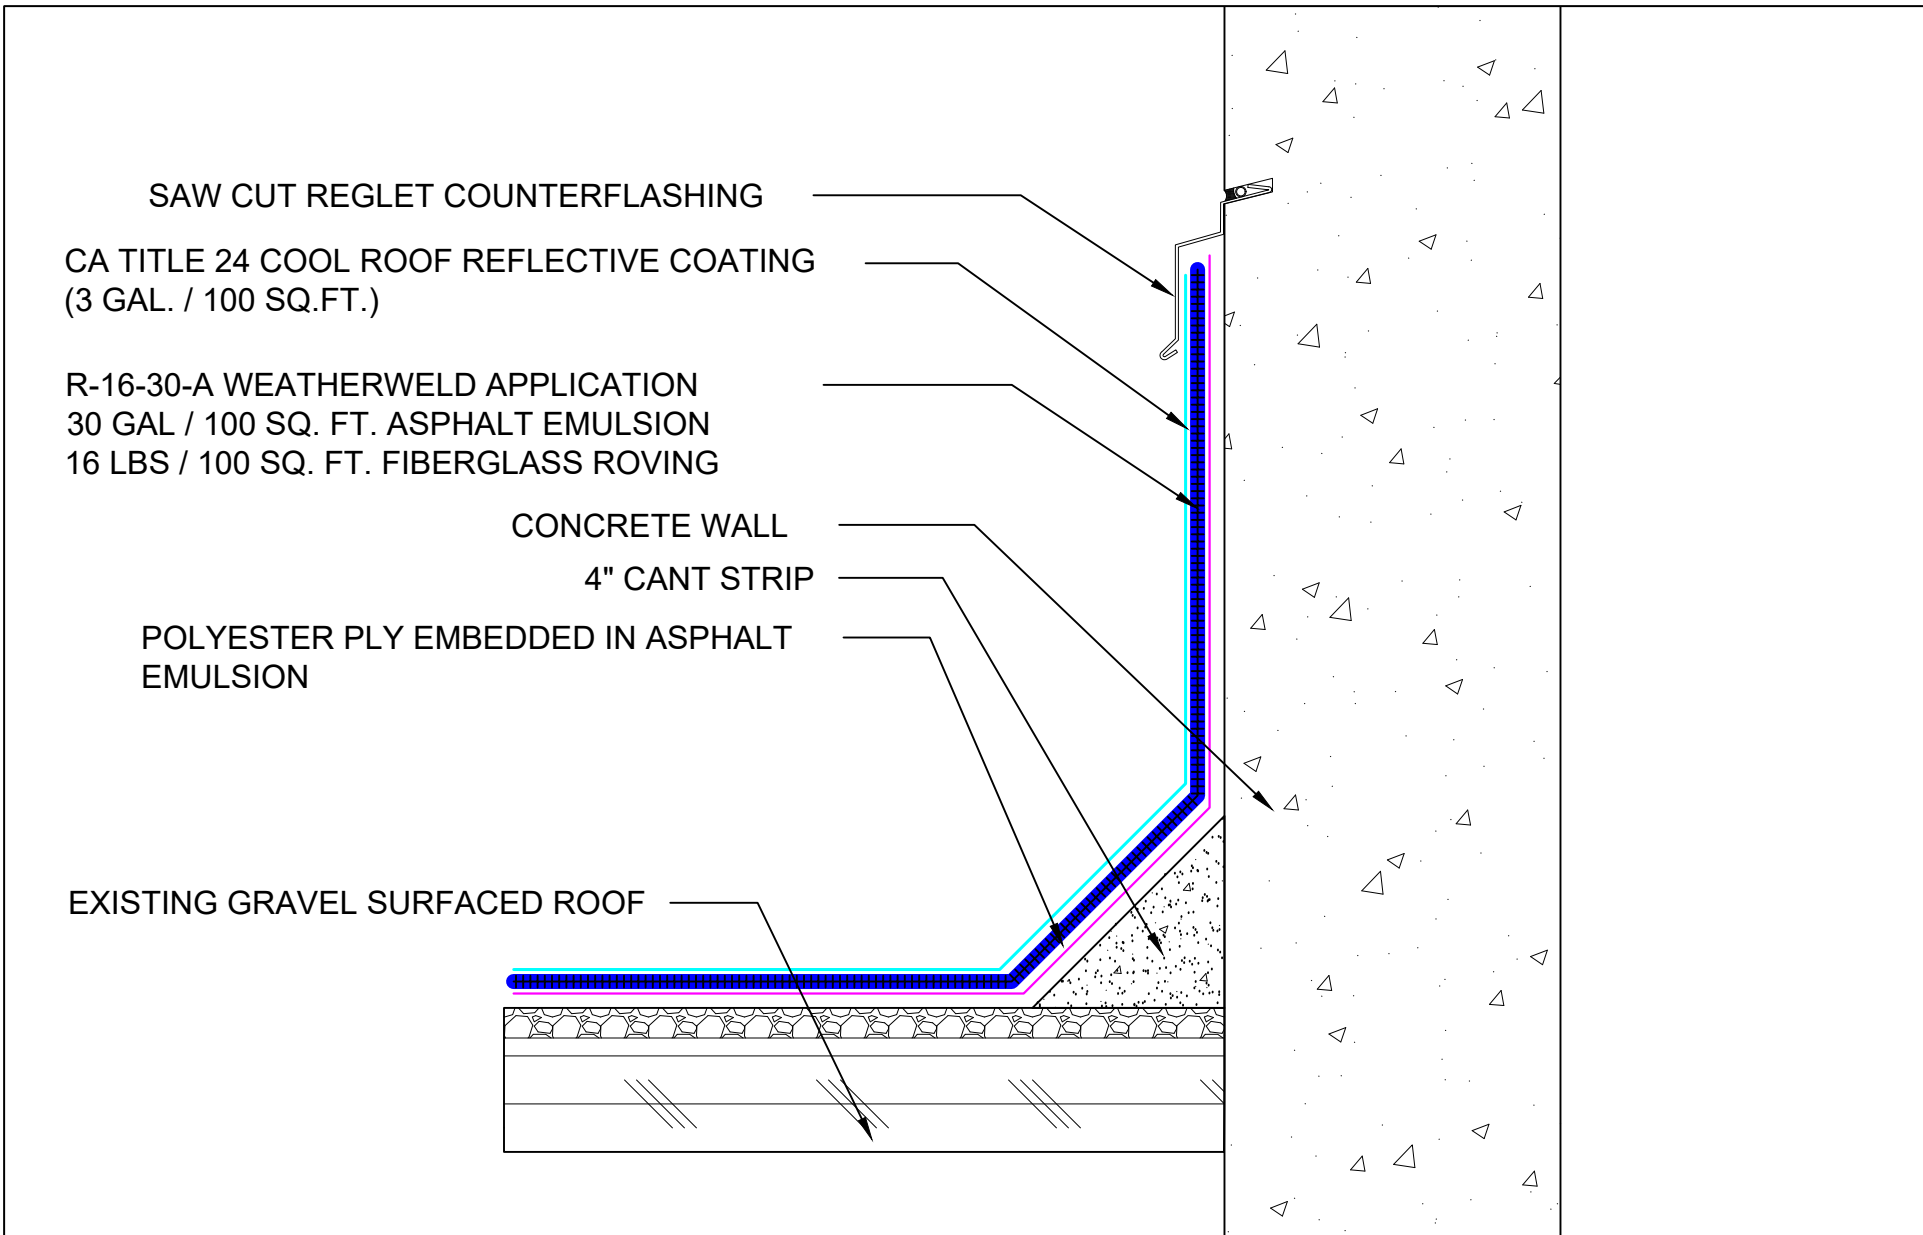 SAW CUT REGLET COUNTERFLASHING
CA TITLE 24 COOL ROOF REFLECTIVE COATING
(3 GAL. / 100 SQ.FT.)
R-16-30-A WEATHERWELD APPLICATION
30 GAL / 100 SQ. FT. ASPHALT EMULSION
16 LBS / 100 SQ. FT. FIBERGLASS ROVING
CONCRETE WALL
4" CANT STRIP
POLYESTER PLY EMBEDDED IN ASPHALT
EMULSION
EXISTING GRAVEL SURFACED ROOF